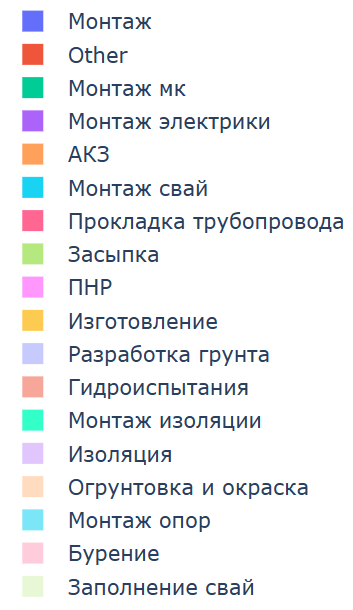 Монтаж
Other
Монтаж мк
Монтаж электрики
АКЗ
Монтаж свай
Прокладка трубопровода
Засыпка
ПНР
Изготовление
Разработка грунта
Гидроиспытания
Монтаж изоляции
Изоляция
Огрунтовка и окраска
Монтаж опор
Бурение
Заполнение свай